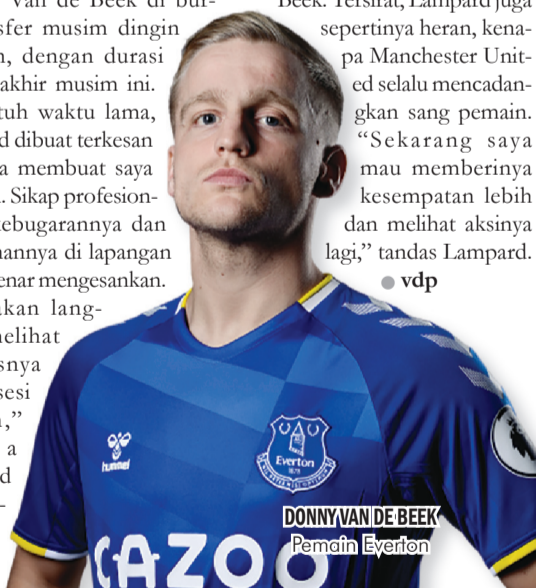 Van de Beek di bur-
sfer musim dingin
n, dengan durasi
akhir musim ini.
tuh waktu lama,
d dibuat terkesan
a membuat saya
. Sikap profesion-
ebugarannya dan
nannya di lapangan
enar mengesankan.
akan lang-
nelihat
snya
sesi
n,”
a
d
-
Beek. Tersirat, Lampard juga
sepertinya heran, kena-
pa Manchester Unit-
ed selalu mencadan-
gkan sang pemain.
“Sekarang saya
mau memberinya
kesempatan lebih
dan melihat aksinya
lagi,” tandas Lampard.
● vdp
hummel
Everton
1878
CAZOO
DONNY VAN DE BEEK
Pemain Everton